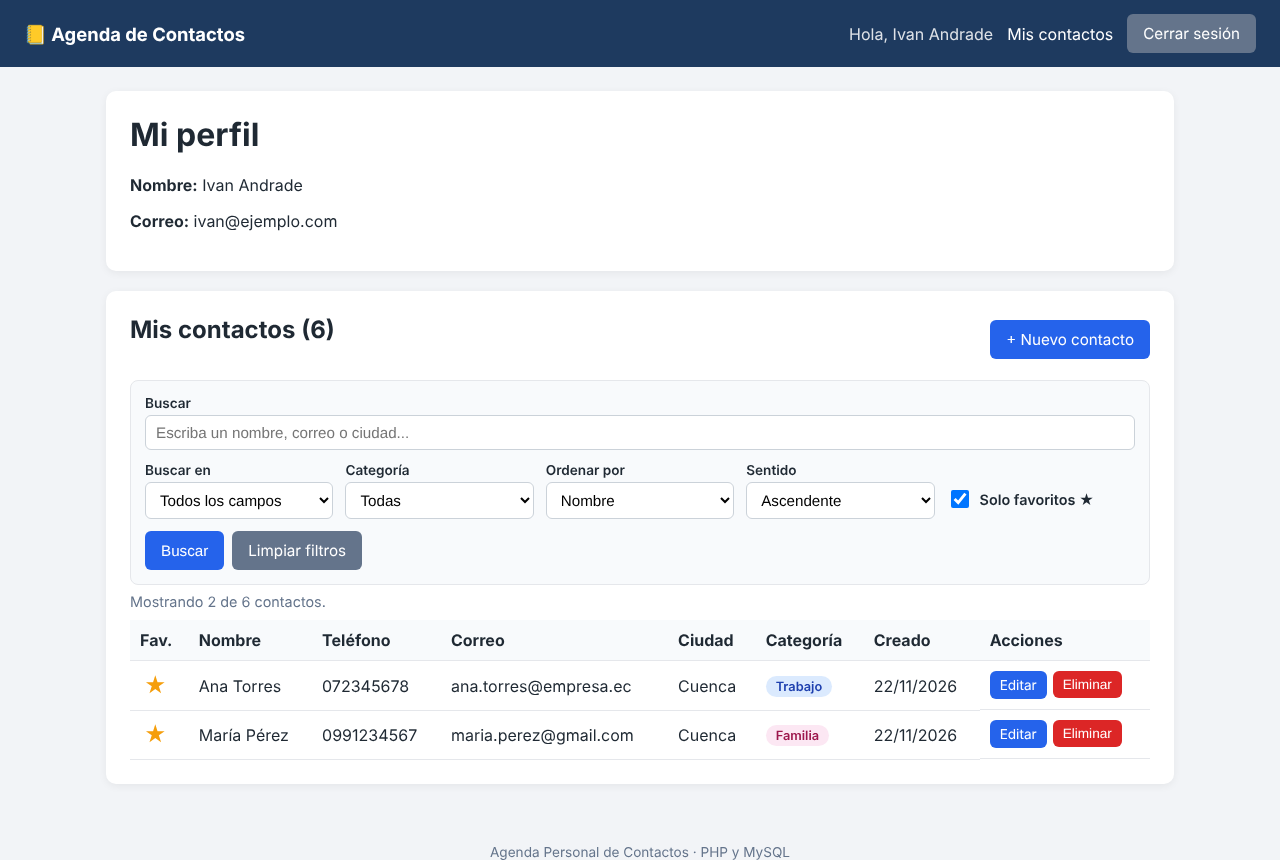 📒 Agenda de Contactos
Hola, Ivan Andrade Mis contactos Cerrar sesión
Mi perfil
Nombre: Ivan Andrade
Correo: ivan@ejemplo.com
Mis contactos (6)
+ Nuevo contacto
Buscar
Escriba un nombre, correo o ciudad...
Buscar en Categoría Ordenar por Sentido
Todos los campos Todas Nombre Ascendente Solo favoritos ★
Buscar Limpiar filtros
Mostrando 2 de 6 contactos.
Fav. Nombre Teléfono Correo Ciudad Categoría Creado Acciones
★ Ana Torres 072345678 ana.torres@empresa.ec Cuenca Trabajo 22/11/2026 Editar Eliminar
★ María Pérez 0991234567 maria.perez@gmail.com Cuenca Familia 22/11/2026 Editar Eliminar
Agenda Personal de Contactos · PHP y MySQL